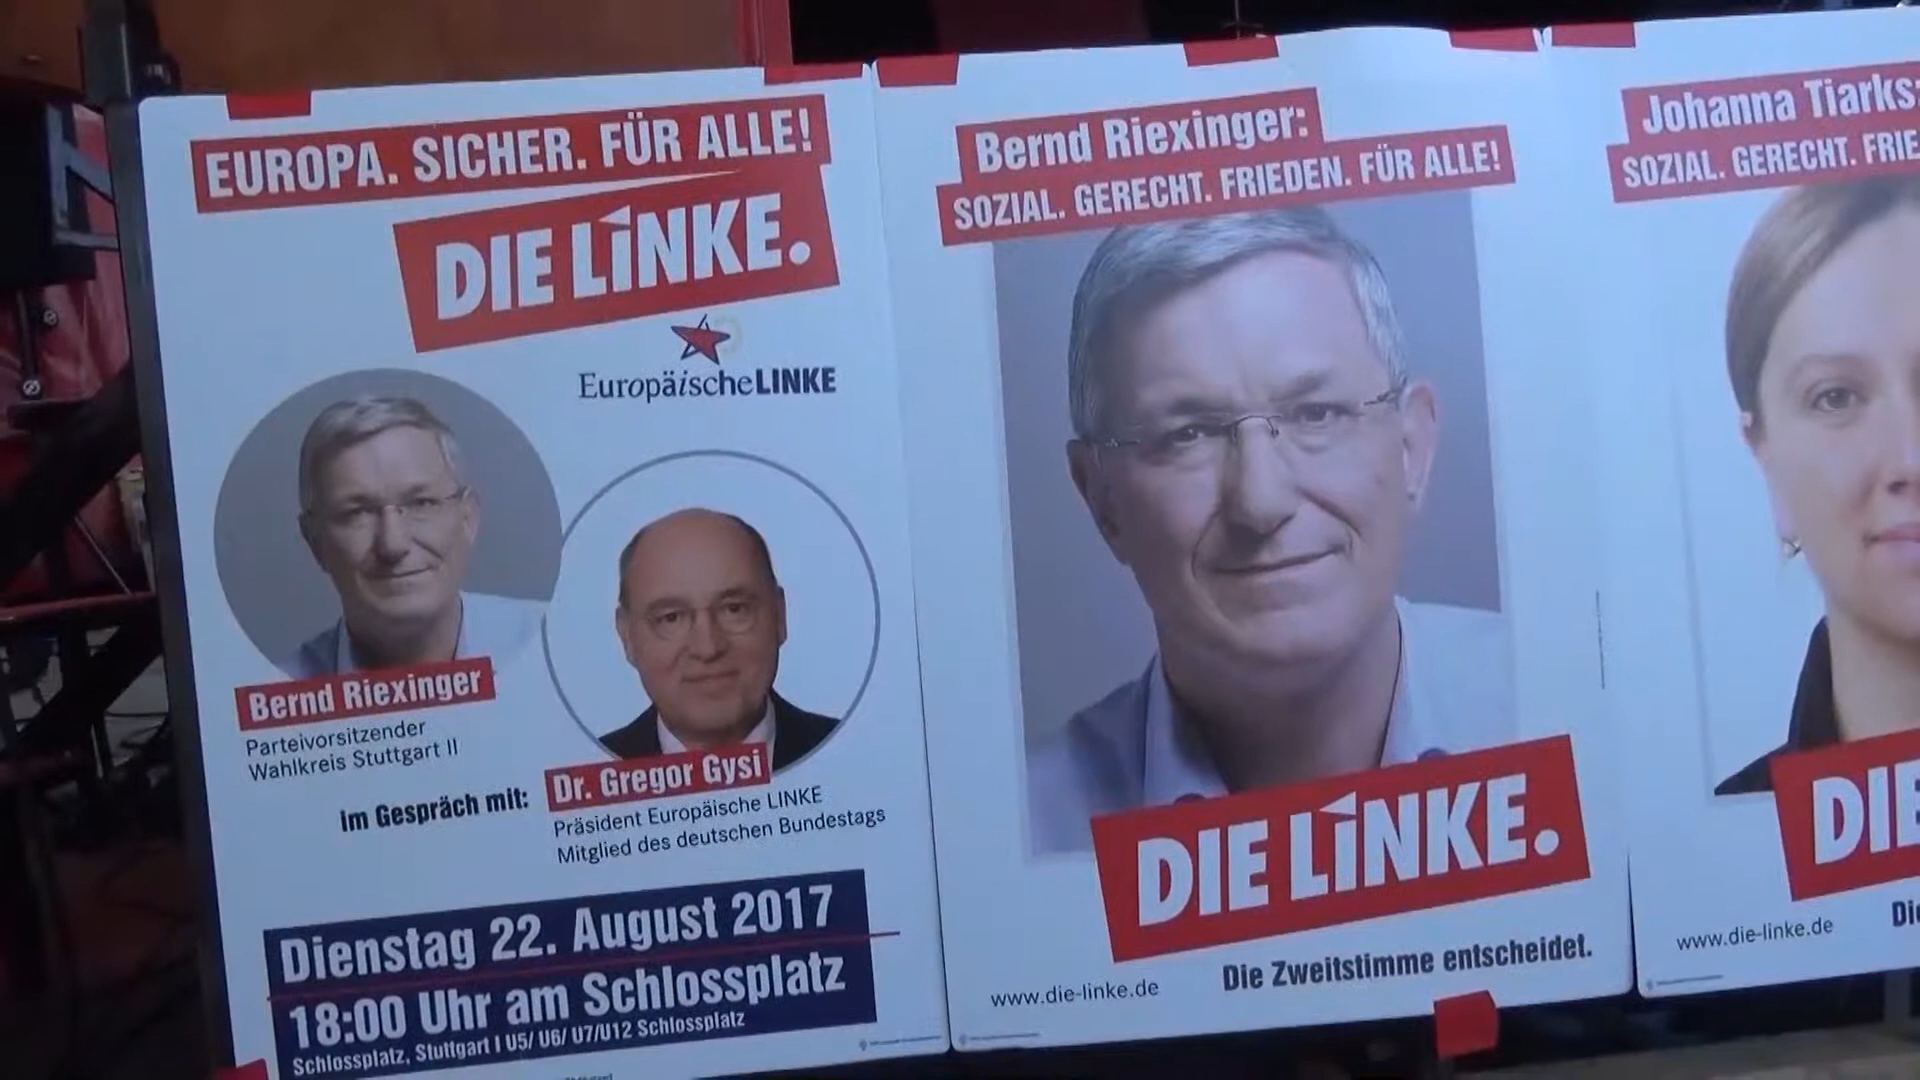 EUROPA. SICHER. FÜR ALLE!
DIE LINKE.
EuropäischeLINKE
Bernd Riexinger
Parteivorsitzender
Wahlkreis Stuttgart II
im Gespräch mit:
Dr. Gregor Gysi
Präsident Europäische LINKE
Mitglied des deutschen Bundestags
Dienstag 22. August 2017
18:00 Uhr am Schlossplatz
Schlossplatz, Stuttgart | U5/ U6/ U7/U12 Schlossplatz
Bernd Riexinger:
SOZIAL. GERECHT. FRIEDEN. FÜR ALLE!
DIE LINKE.
Die Zweitstimme entscheidet.
www.die-linke.de
Johanna Tiarks:
SOZIAL. GERECHT. FRIE
DIE
www.die-linke.de
Die